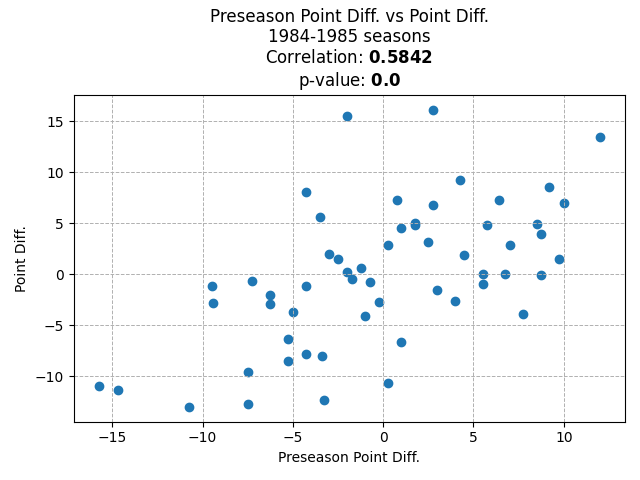 Preseason Point Diff. vs Point Diff.
1984-1985 seasons
Correlation: 0.5842
p-value: 0.0
15
10
5
0
−5
−10
Point Diff.
−15
−10
−5
0
5
10
Preseason Point Diff.